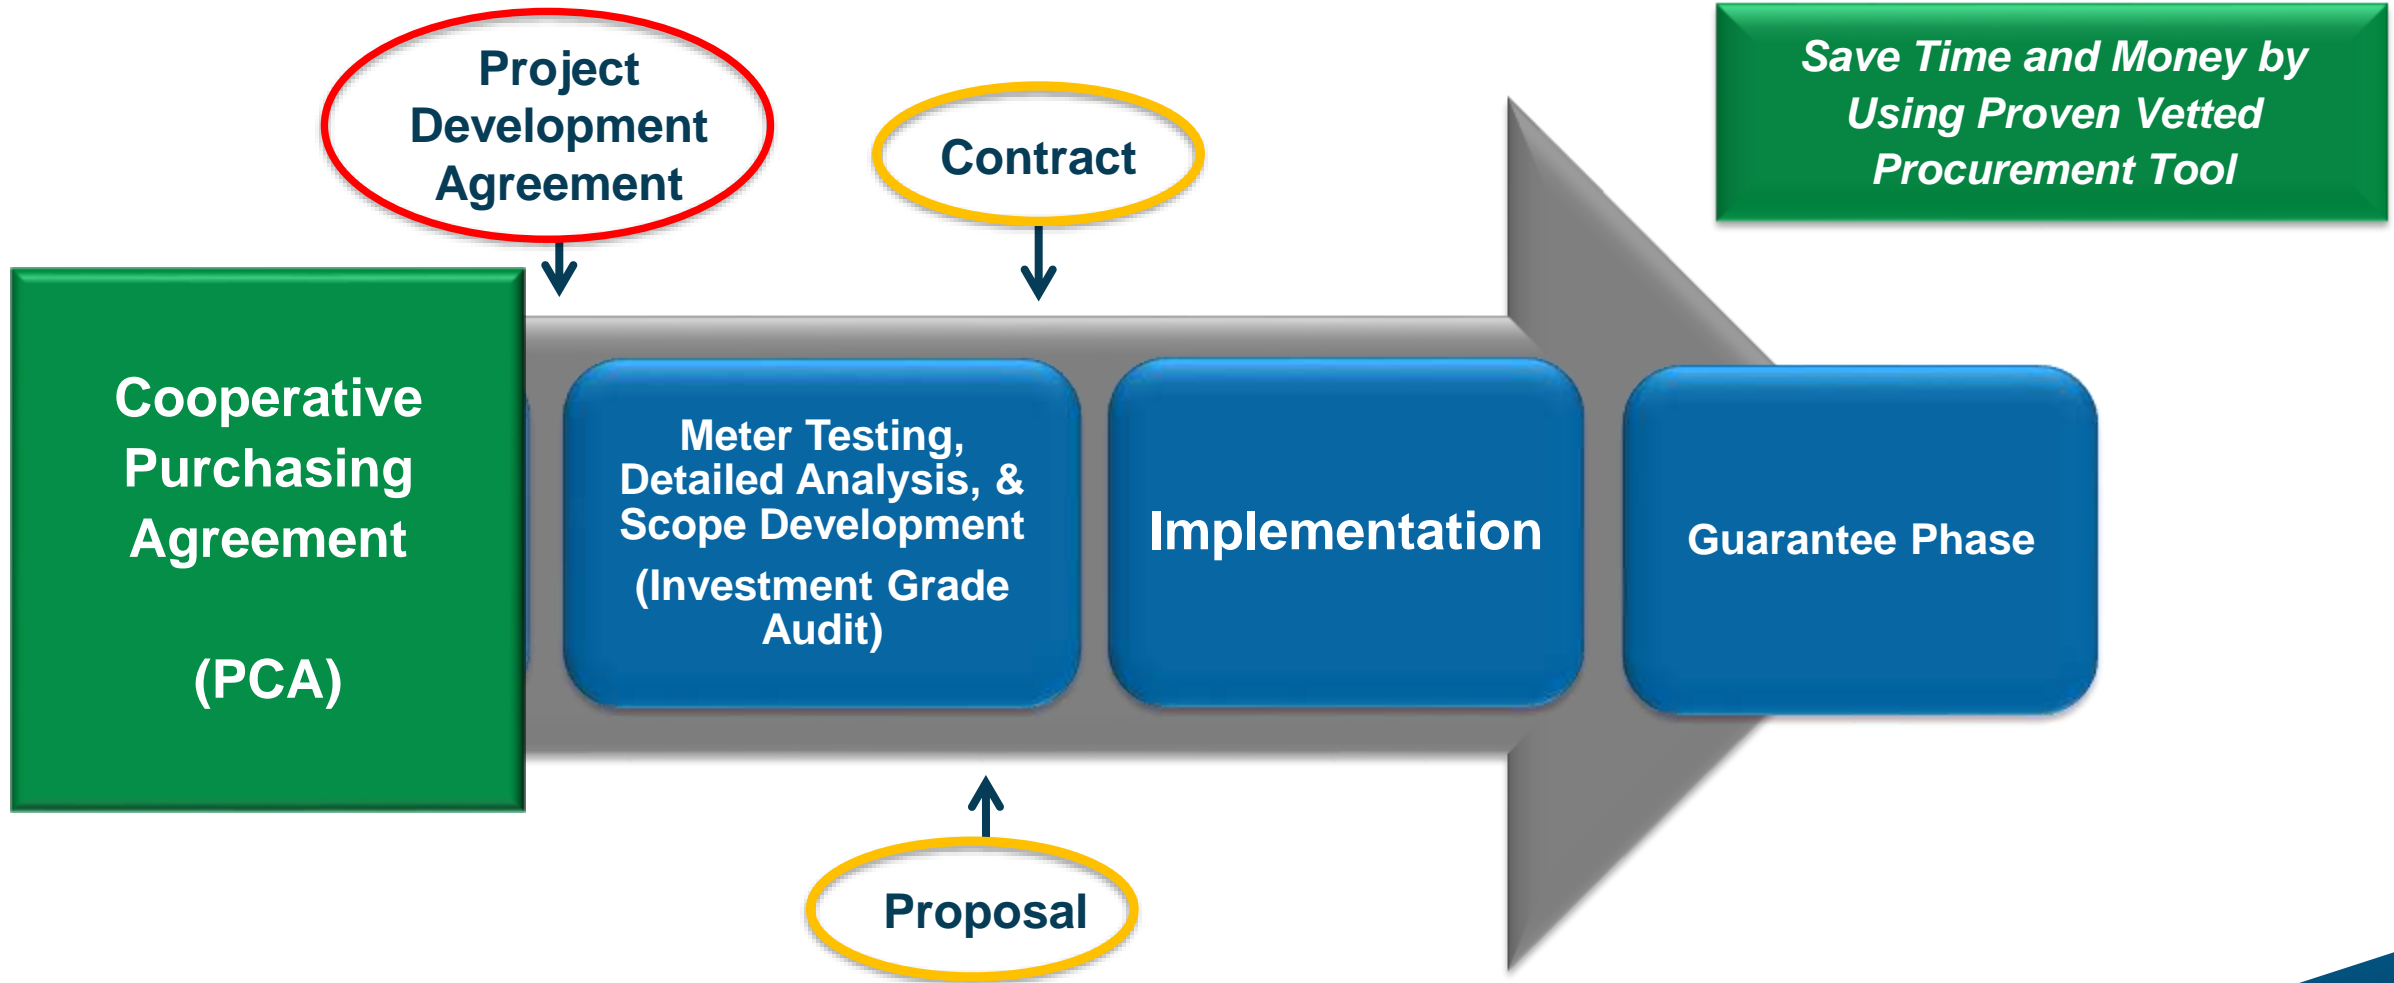 Project
Development
Agreement
Contract
Save Time and Money by
Using Proven Vetted
Procurement Tool
Cooperative
Purchasing
Agreement
(PCA)
Meter Testing,
Detailed Analysis, &
Scope Development
(Investment Grade
Audit)
Implementation
Guarantee Phase
Proposal